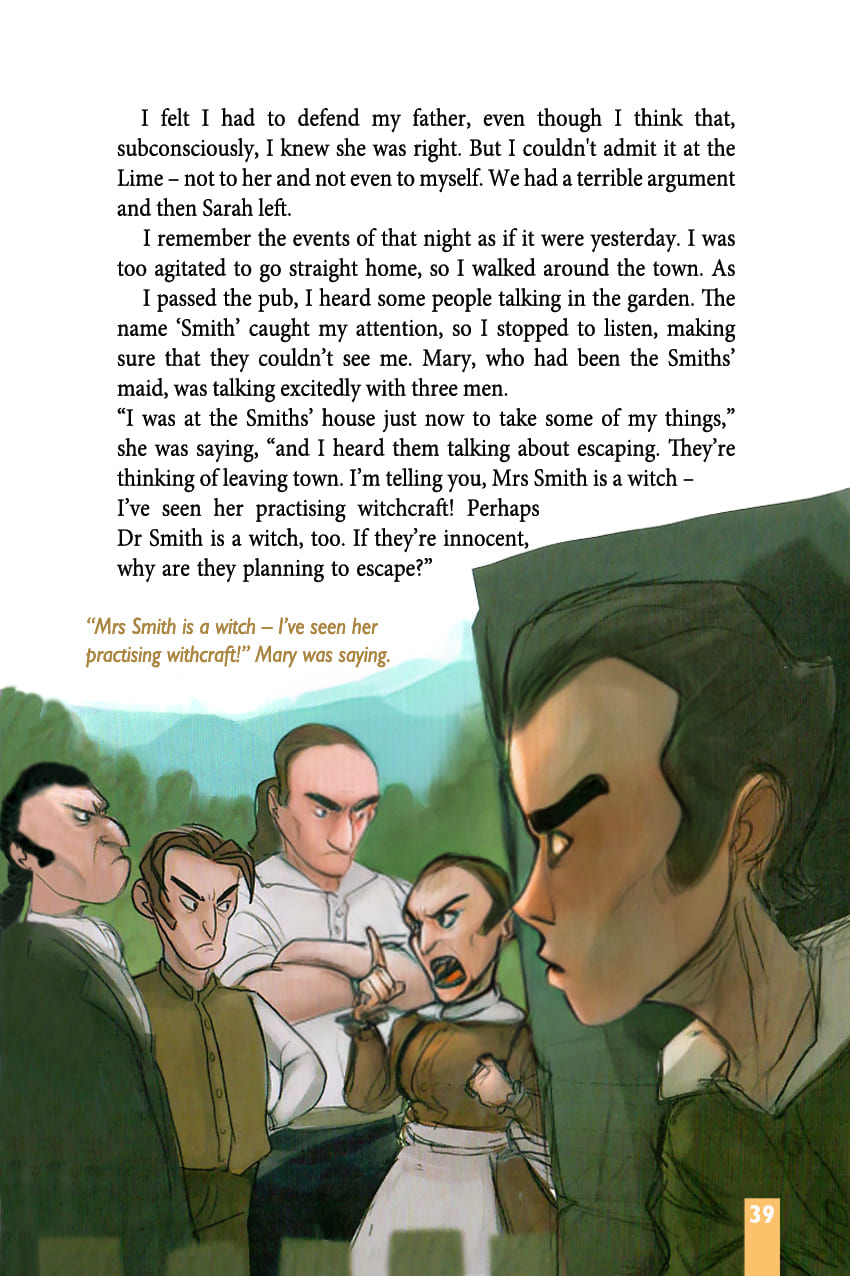 I felt I had to defend my father, even though I think that,
subconsciously, I knew she was right. But I couldn't admit it at the
Lime – not to her and not even to myself. We had a terrible argument
and then Sarah left.
I remember the events of that night as if it were yesterday. I was
too agitated to go straight home, so I walked around the town. As
I passed the pub, I heard some people talking in the garden. The
name ‘Smith’ caught my attention, so I stopped to listen, making
sure that they couldn’t see me. Mary, who had been the Smiths’
maid, was talking excitedly with three men.
“I was at the Smiths’ house just now to take some of my things,”
she was saying, “and I heard them talking about escaping. They’re
thinking of leaving town. I’m telling you, Mrs Smith is a witch –
I’ve seen her practising witchcraft! Perhaps
Dr Smith is a witch, too. If they’re innocent,
why are they planning to escape?”
“Mrs Smith is a witch – I’ve seen her
practising withcraft!” Mary was saying.
39